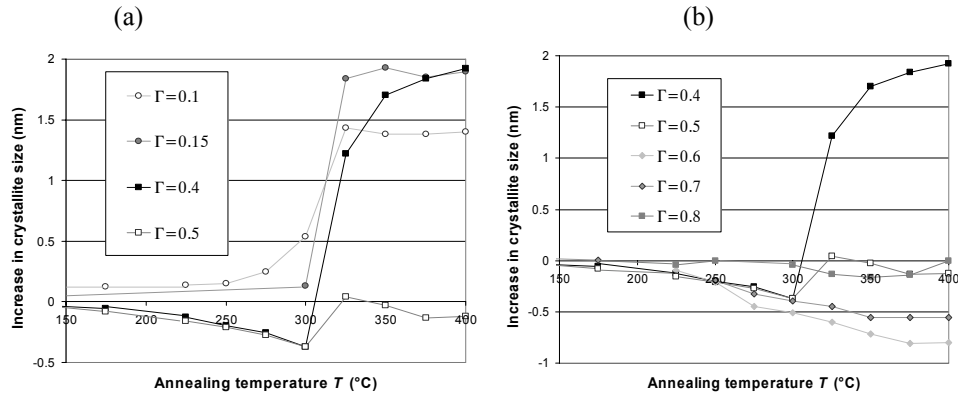 (a)
(b)
Increase in crystallite size (nm)
2
1.5
1
0.5
0
-0.5
150
200
250
300
350
400
Γ=0.1
Γ=0.15
Γ=0.4
Γ=0.5
Annealing temperature T (°C)
Increase in crystallite size (nm)
2
1.5
1
0.5
0
-0.5
-1
150
200
250
300
350
400
Γ=0.4
Γ=0.5
Γ=0.6
Γ=0.7
Γ=0.8
Annealing temperature T (°C)